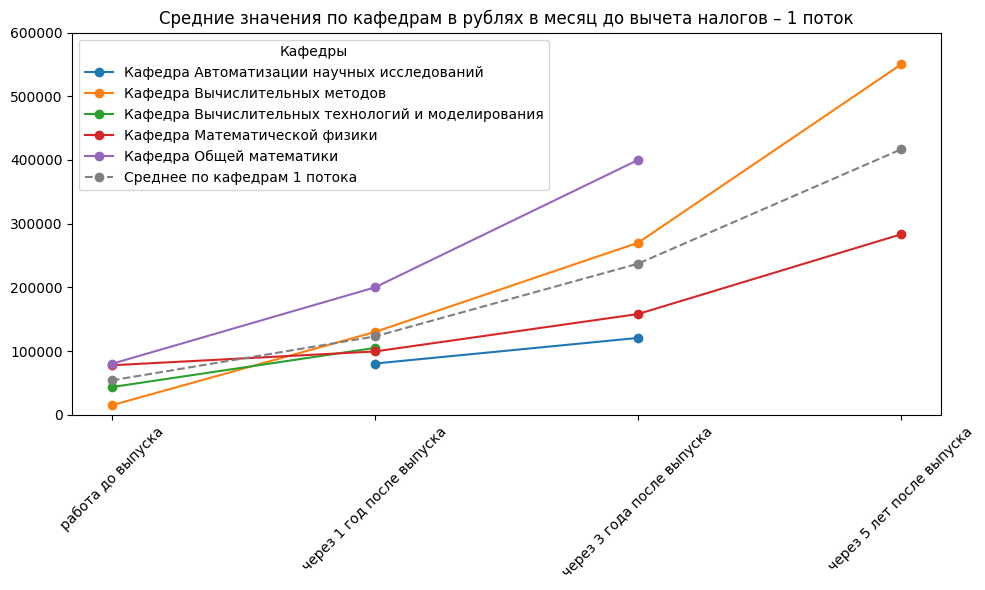 Средние значения по кафедрам в рублях в месяц до вычета налогов – 1 поток
600000
500000
400000
300000
200000
100000
0
Кафедры
Кафедра Автоматизации научных исследований
Кафедра Вычислительных методов
Кафедра Вычислительных технологий и моделирования
Кафедра Математической физики
Кафедра Общей математики
Среднее по кафедрам 1 потока
работа до выпуска
через 1 год после выпуска
через 3 года после выпуска
через 5 лет после выпуска